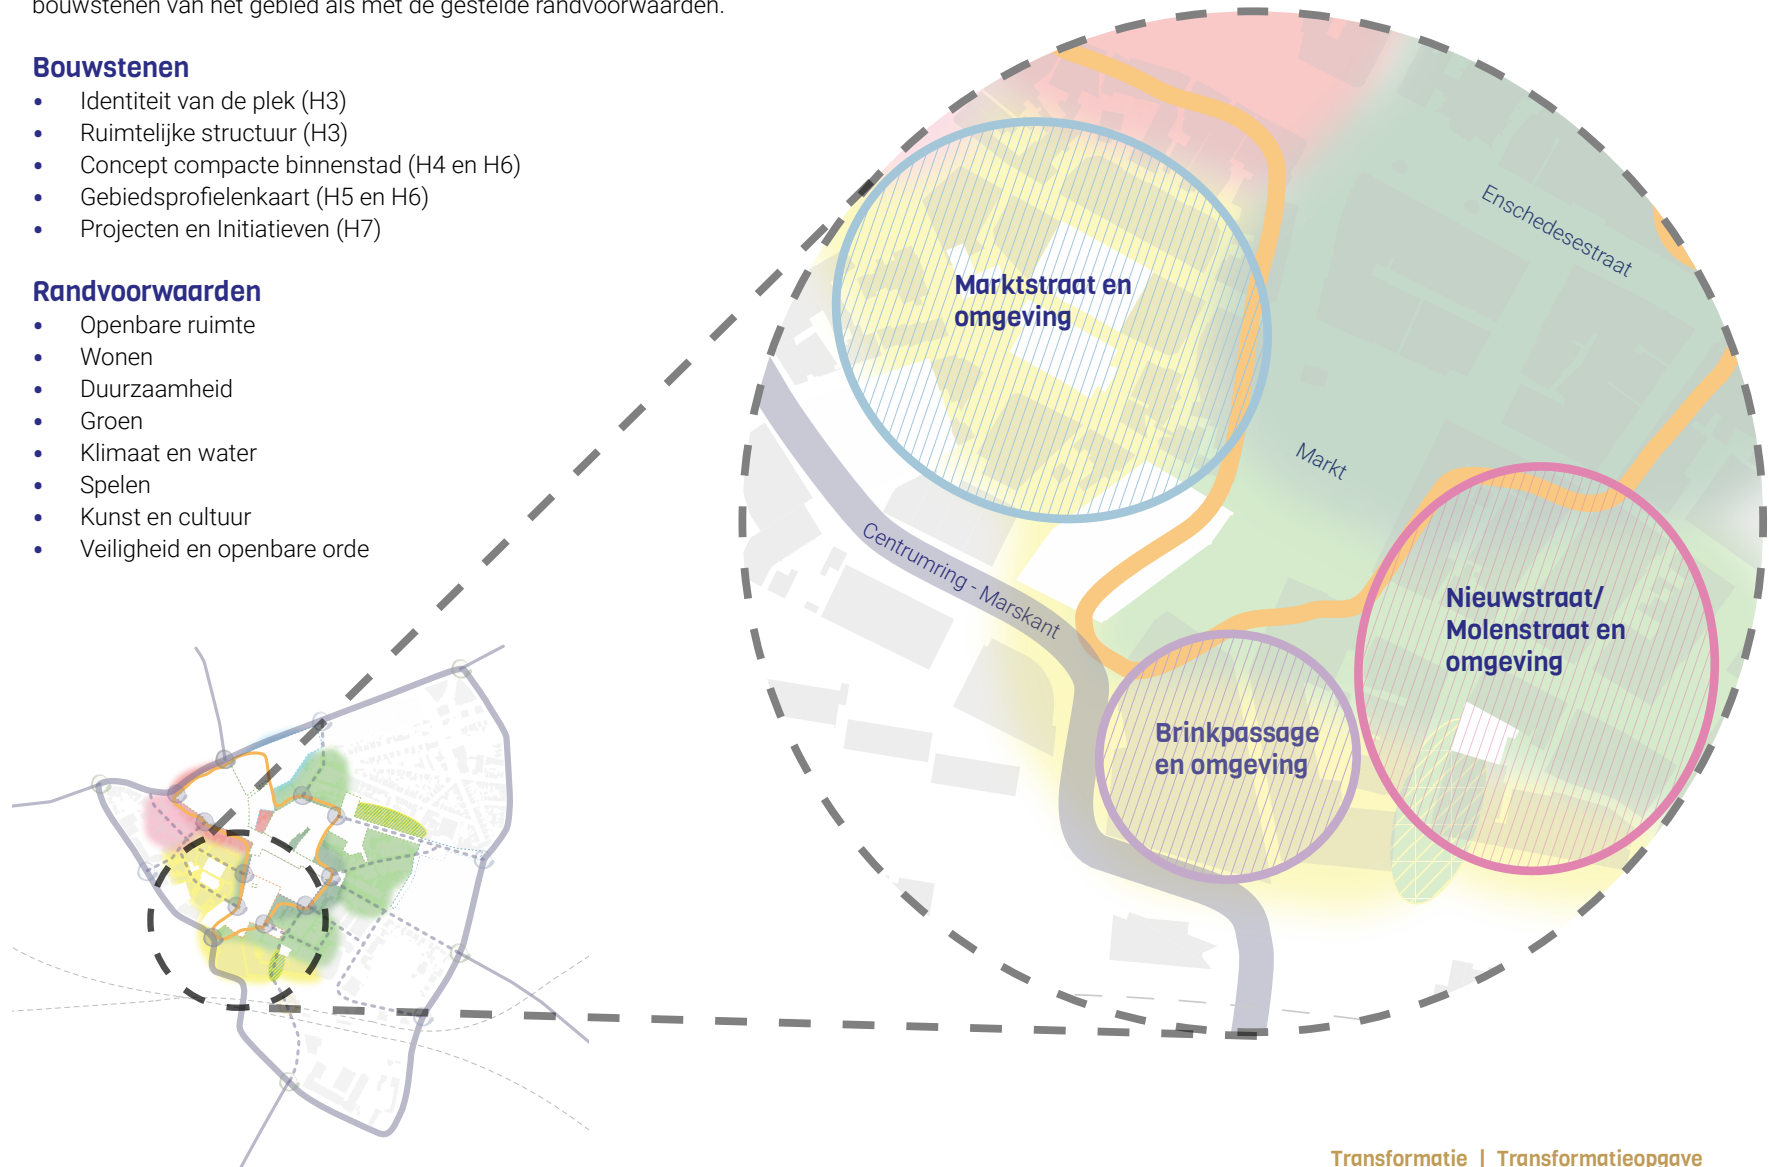 bouwstenen van het gebied als met de gestelde randvoorwaarden.
Bouwstenen
• Identiteit van de plek (H3)
• Ruimtelijke structuur (H3)
• Concept compacte binnenstad (H4 en H6)
• Gebiedsprofielenkaart (H5 en H6)
• Projecten en Initiatieven (H7)
Randvoorwaarden
• Openbare ruimte
• Wonen
• Duurzaamheid
• Groen
• Klimaat en water
• Spelen
• Kunst en cultuur
• Veiligheid en openbare orde
Enschedesestraat
Marktstraat en
omgeving
Markt
Centrumring - Marskant
Nieuwstraat/
Molenstraat en
omgeving
Brinkpassage
en omgeving
Transformatie | Transformatieopgave